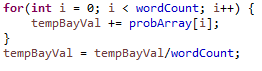 for(int i = 0; i < wordCount; i++) {
    tempBayVal += probArray[i];
}
tempBayVal = tempBayVal/wordCount;